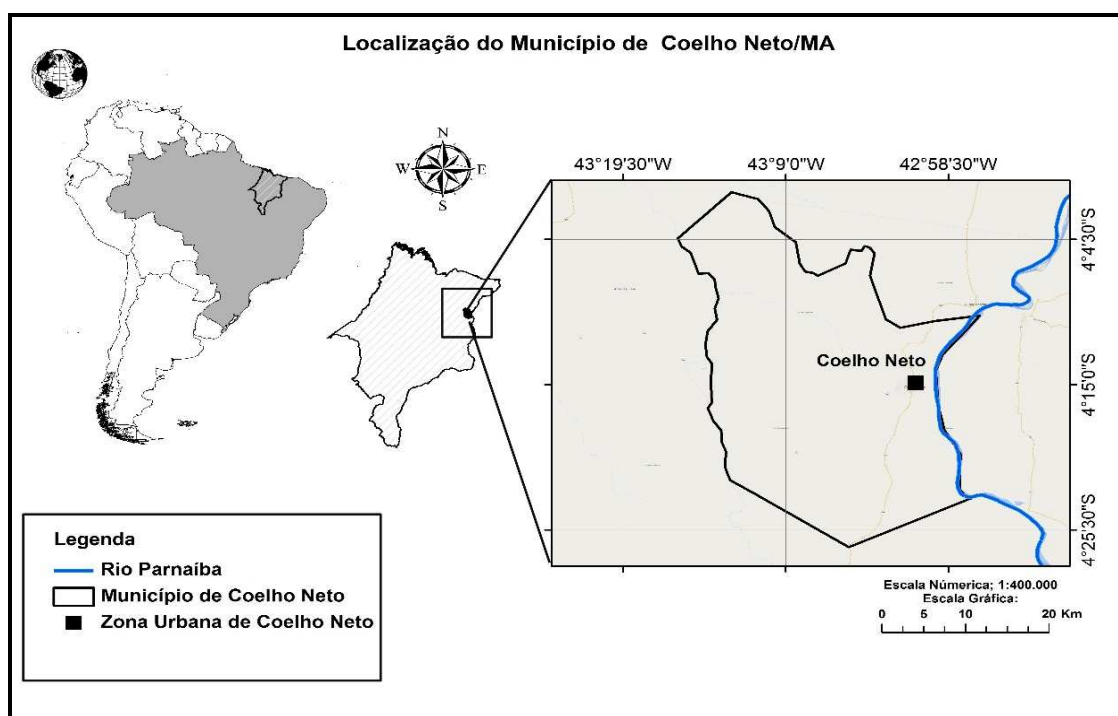 Localização do Município de Coelho Neto/MA
N
W
E
S
43°19'30"W
43°9'0"W
42°58'30"W
4°4'30"S
4°15'0"S
4°25'30"S
Coelho Neto
Legenda
Rio Parnaíba
Município de Coelho Neto
Zona Urbana de Coelho Neto
Escala Númerica; 1:400.000
Escala Gráfica:
0 5 10 20 Km